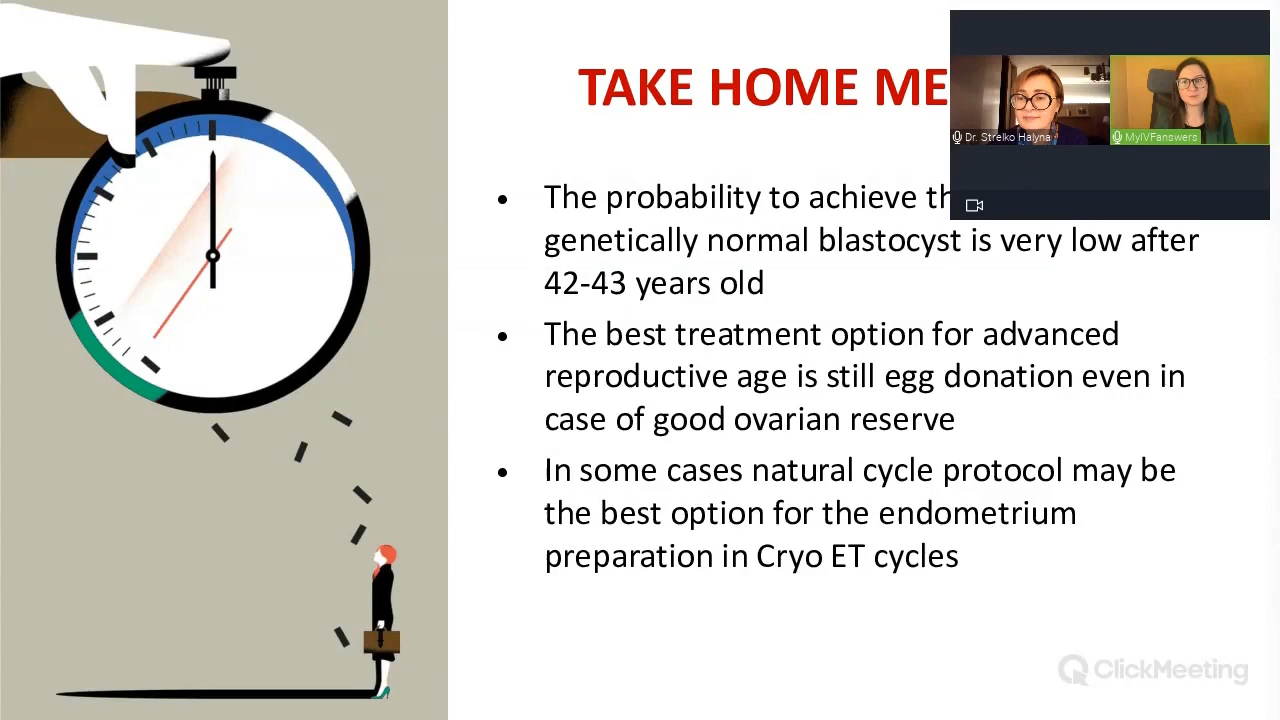 TAKE HOME ME
Dr. Strelko Halyna
MyIVFanswers
• The probability to achieve th
genetically normal blastocyst is very low after
42-43 years old
• The best treatment option for advanced
reproductive age is still egg donation even in
case of good ovarian reserve
• In some cases natural cycle protocol may be
the best option for the endometrium
preparation in Cryo ET cycles
ClickMeeting